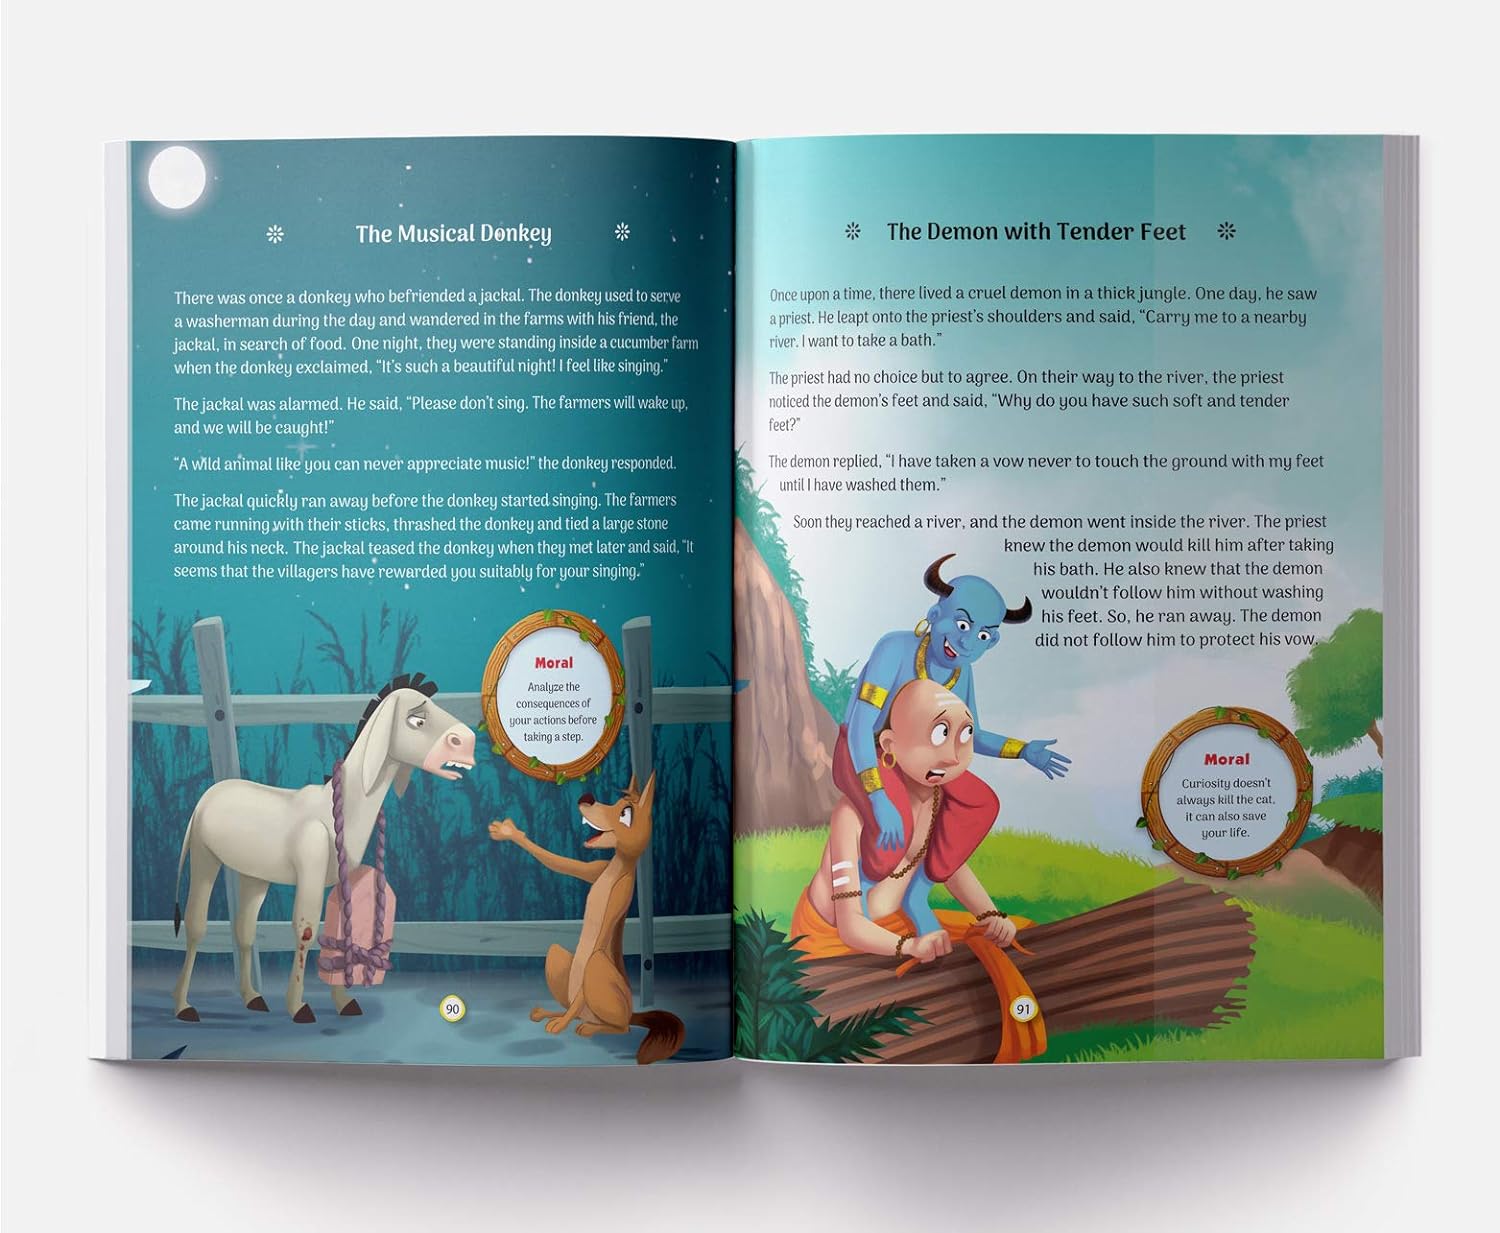 The Musical Donkey
There was once a donkey who befriended a jackal. The donkey used to serve
a washerman during the day and wandered in the farms with his friend, the
jackal, in search of food. One night, they were standing inside a cucumber farm
when the donkey exclaimed, “It’s such a beautiful night! I feel like singing.”
The jackal was alarmed. He said, “Please don’t sing. The farmers will wake up,
and we will be caught!”
“A wild animal like you can never appreciate music!” the donkey responded.
The jackal quickly ran away before the donkey started singing. The farmers
came running with their sticks, thrashed the donkey and tied a large stone
around his neck. The jackal teased the donkey when they met later and said, “It
seems that the villagers have rewarded you suitably for your singing.”
Moral
Analyze the
consequences of
your actions before
taking a step.
90
The Demon with Tender Feet
Once upon a time, there lived a cruel demon in a thick jungle. One day, he saw
a priest. He leapt onto the priest’s shoulders and said, “Carry me to a nearby
river. I want to take a bath.”
The priest had no choice but to agree. On their way to the river, the priest
noticed the demon’s feet and said, “Why do you have such soft and tender
feet?”
The demon replied, “I have taken a vow never to touch the ground with my feet
until I have washed them.”
Soon they reached a river, and the demon went inside the river. The priest
knew the demon would kill him after taking
his bath. He also knew that the demon
wouldn’t follow him without washing
his feet. So, he ran away. The demon
did not follow him to protect his vow.
Moral
Curiosity doesn’t
always kill the cat,
it can also save
your life.
91